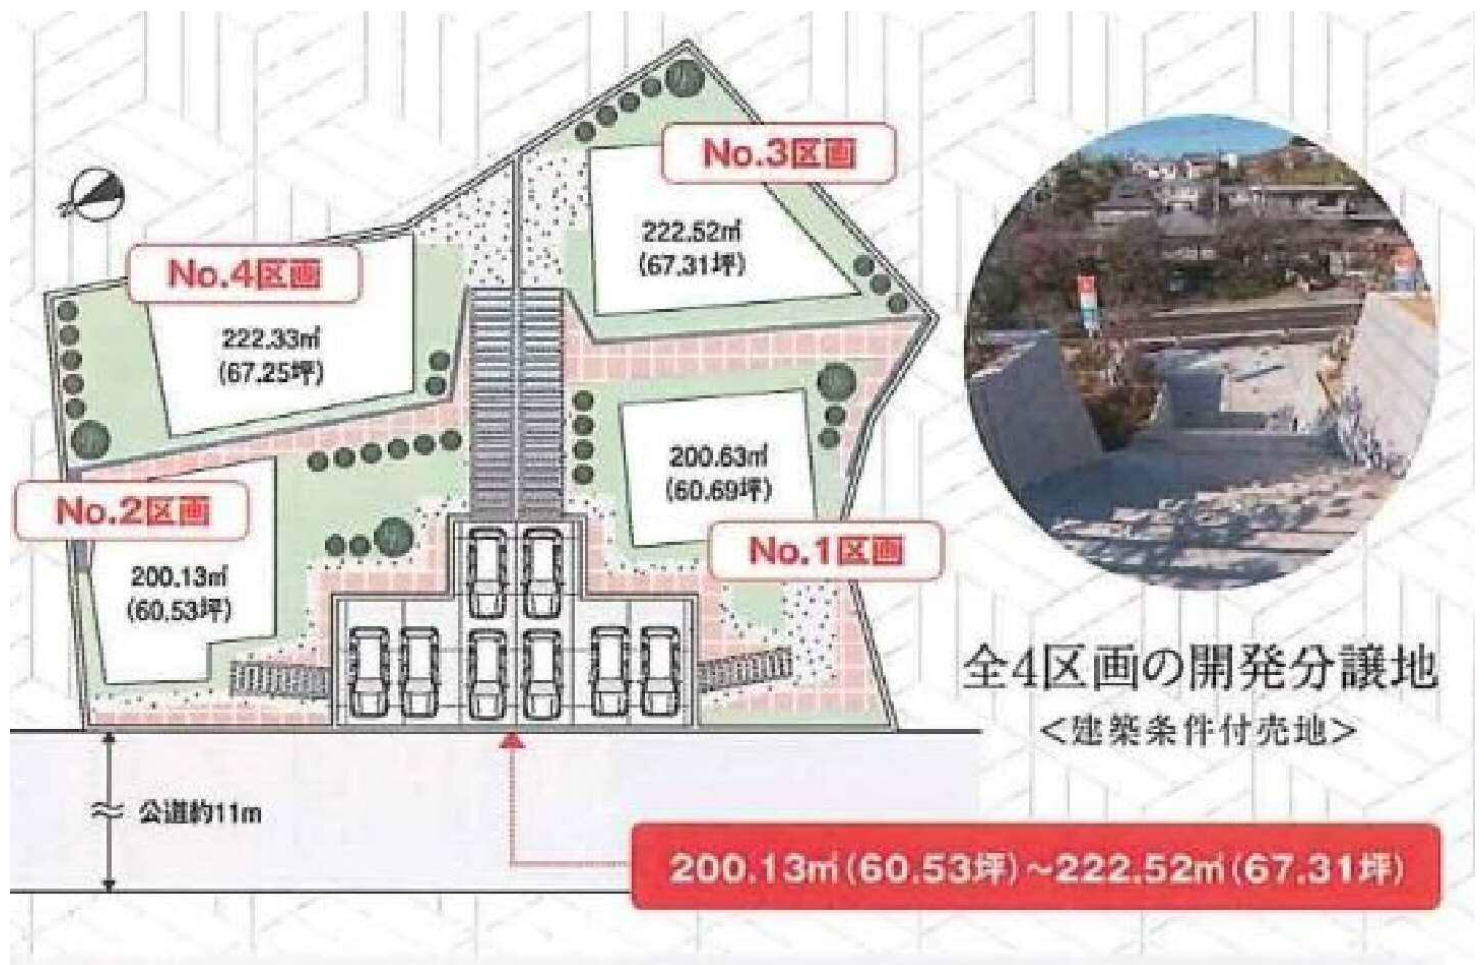 No.3区画
222.52㎡
(67.31坪)
No.4区画
222.33㎡
(67.25坪)
200.63㎡
(60.69坪)
No.1区画
No.2区画
200.13㎡
(60.53坪)
全4区画の開発分譲地
<建築条件付売地>
公道約11m
200.13㎡(60.53坪)~222.52㎡(67.31坪)